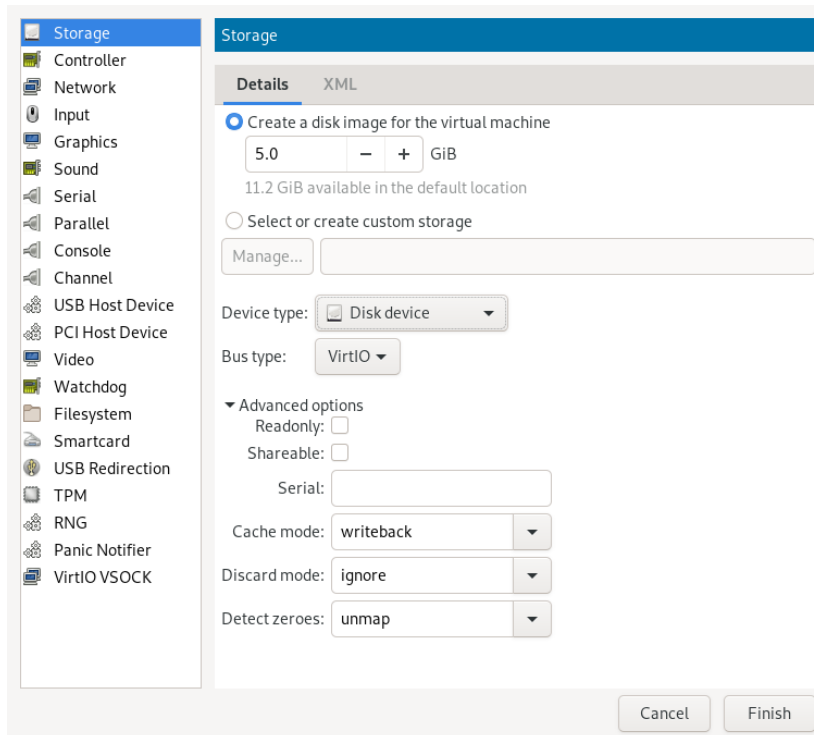 Storage
Controller
Network
Input
Graphics
Sound
Serial
Parallel
Console
Channel
USB Host Device
PCI Host Device
Video
Watchdog
Filesystem
Smartcard
USB Redirection
TPM
RNG
Panic Notifier
VirtIO VSOCK
Storage
Details XML
Create a disk image for the virtual machine
5.0 − + GiB
11.2 GiB available in the default location
Select or create custom storage
Manage...
Device type: Disk device
Bus type: VirtIO
Advanced options
Readonly:
Shareable:
Serial:
Cache mode: writeback
Discard mode: ignore
Detect zeroes: unmap
Cancel Finish